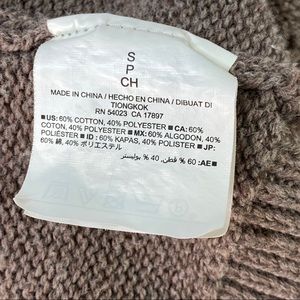 S
P
CH
MADE IN CHINA / HECHO EN CHINA / DIBUAT DI
TIONGKOK
RN 54023 CA 17897
■ US: 60% COTTON, 40% POLYESTER ■ CA: 60%
COTON, 40% POLYESTER ■ MX: 60% ALGODON, 40%
POLIÉSTER ■ ID : 60% KAPAS, 40% POLISTER ■ JP:
60% 綿, 40% ポリエステル
■ AE: 60 % قطن, 40 % بوليستر